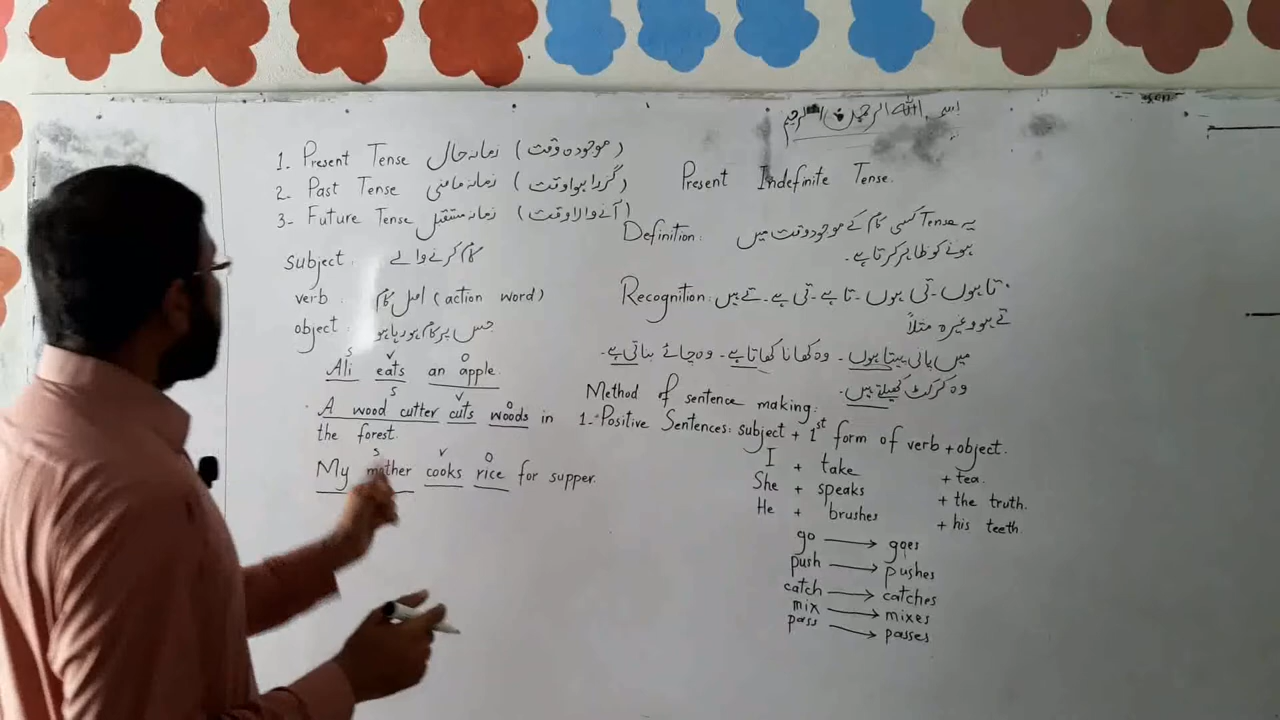 بسم اللہ الرحمن الرحیم
1- Present Tense زمانہ حال (موجودہ وقت)
2- Past Tense زمانہ ماضی (گزرا ہوا وقت)
3- Future Tense زمانہ مستقبل (آنے والا وقت)
subject: کام کرنے والے
verb: اصل کام (action word)
object: جس پر کام ہو رہا ہو
S V O
Ali eats an apple.
S V O
A wood cutter cuts woods in
the forest.
S V O
My mother cooks rice for supper.
Present Indefinite Tense.
Definition: یہ Tense کسی کام کے موجودہ وقت میں
ہونے کو ظاہر کرتا ہے۔
Recognition: تا ہوں - تی ہوں - تا ہے - تی ہے - تے ہیں
تے ہو وغیرہ مثلاً
میں پانی پیتا ہوں۔ وہ کھانا کھاتا ہے۔ وہ چائے بناتی ہے۔
وہ کرکٹ کھیلتے ہیں۔
Method of sentence making:
1- Positive Sentences: subject + 1st form of verb + object.
I + take + tea.
She + speaks + the truth.
He + brushes + his teeth.
go → goes
push → pushes
catch → catches
mix → mixes
pass → passes